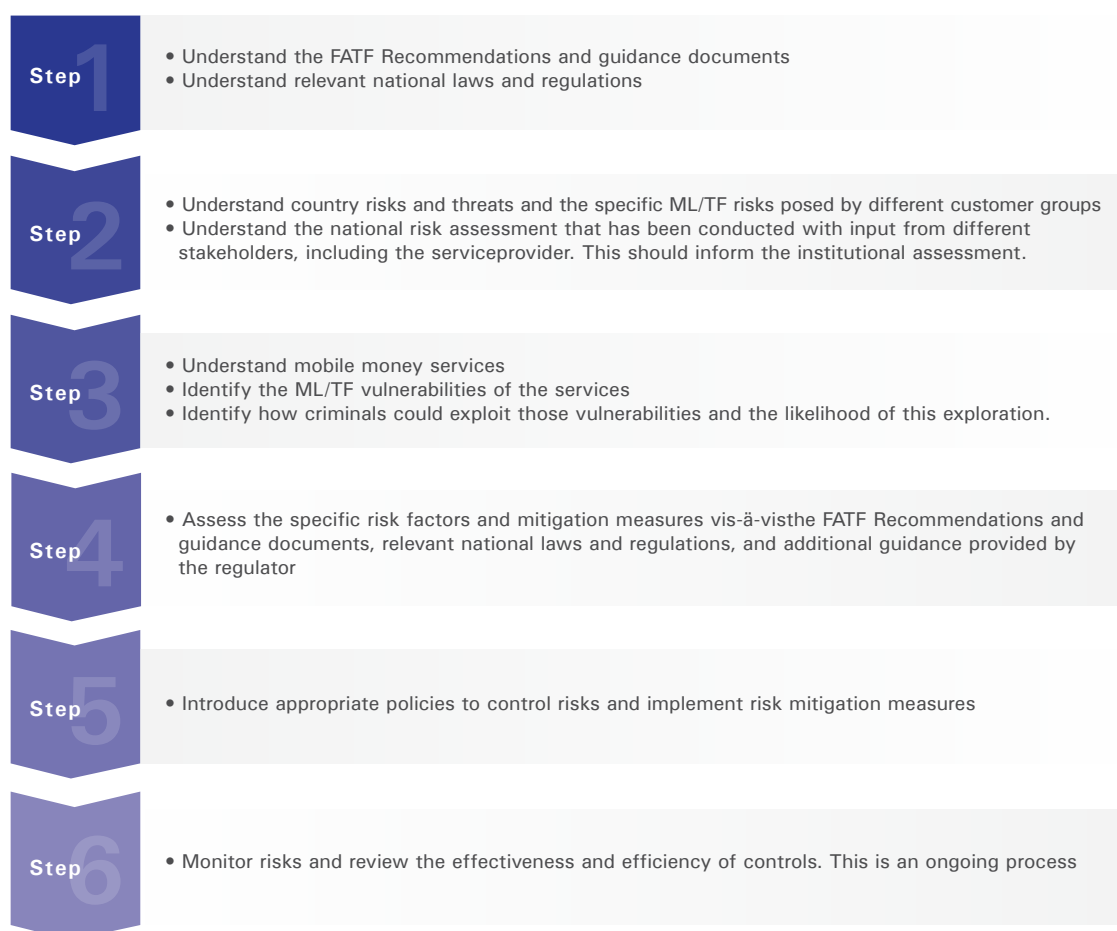 Step 1
• Understand the FATF Recommendations and guidance documents
• Understand relevant national laws and regulations
Step 2
• Understand country risks and threats and the specific ML/TF risks posed by different customer groups
• Understand the national risk assessment that has been conducted with input from different
stakeholders, including the serviceprovider. This should inform the institutional assessment.
Step 3
• Understand mobile money services
• Identify the ML/TF vulnerabilities of the services
• Identify how criminals could exploit those vulnerabilities and the likelihood of this exploration.
Step 4
• Assess the specific risk factors and mitigation measures vis-ä-visthe FATF Recommendations and
guidance documents, relevant national laws and regulations, and additional guidance provided by
the regulator
Step 5
• Introduce appropriate policies to control risks and implement risk mitigation measures
Step 6
• Monitor risks and review the effectiveness and efficiency of controls. This is an ongoing process